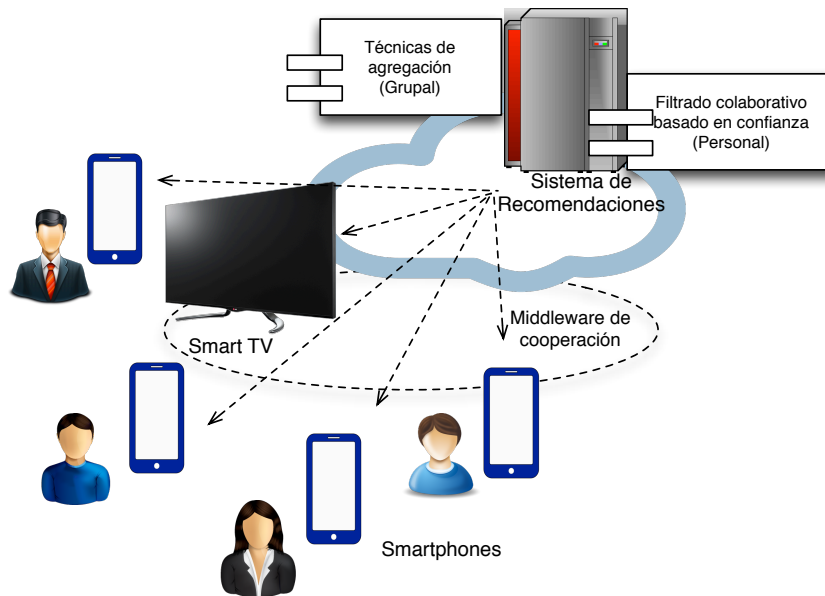 Técnicas de
agregación
(Grupal)
Filtrado colaborativo
basado en confianza
(Personal)
Sistema de
Recomendaciones
Middleware de
cooperación
Smart TV
Smartphones